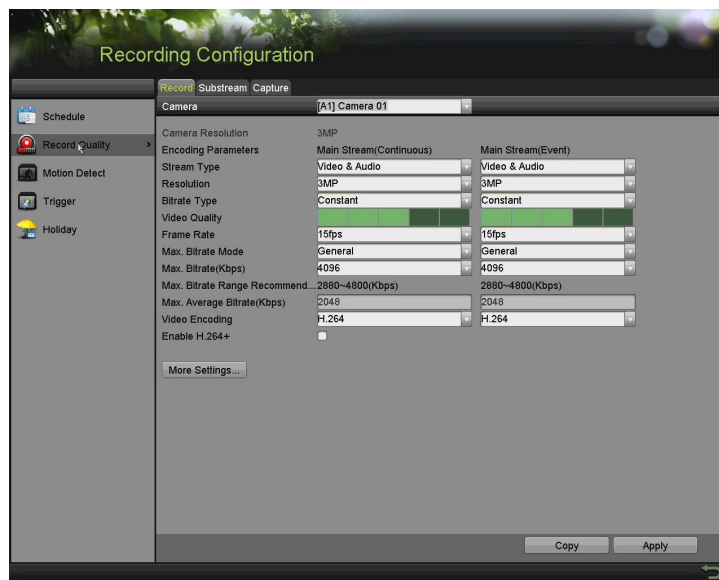 Recording Configuration
Record Substream Capture
Schedule
Record Quality >
Motion Detect
Trigger
Holiday
Camera [A1] Camera 01
Camera Resolution 3MP
Encoding Parameters Main Stream(Continuous) Main Stream(Event)
Stream Type Video & Audio Video & Audio
Resolution 3MP 3MP
Bitrate Type Constant Constant
Video Quality
Frame Rate 15fps 15fps
Max. Bitrate Mode General General
Max. Bitrate(Kbps) 4096 4096
Max. Bitrate Range Recommend... 2880~4800(Kbps) 2880~4800(Kbps)
Max. Average Bitrate(Kbps) 2048 2048
Video Encoding H.264 H.264
Enable H.264+
More Settings...
Copy Apply